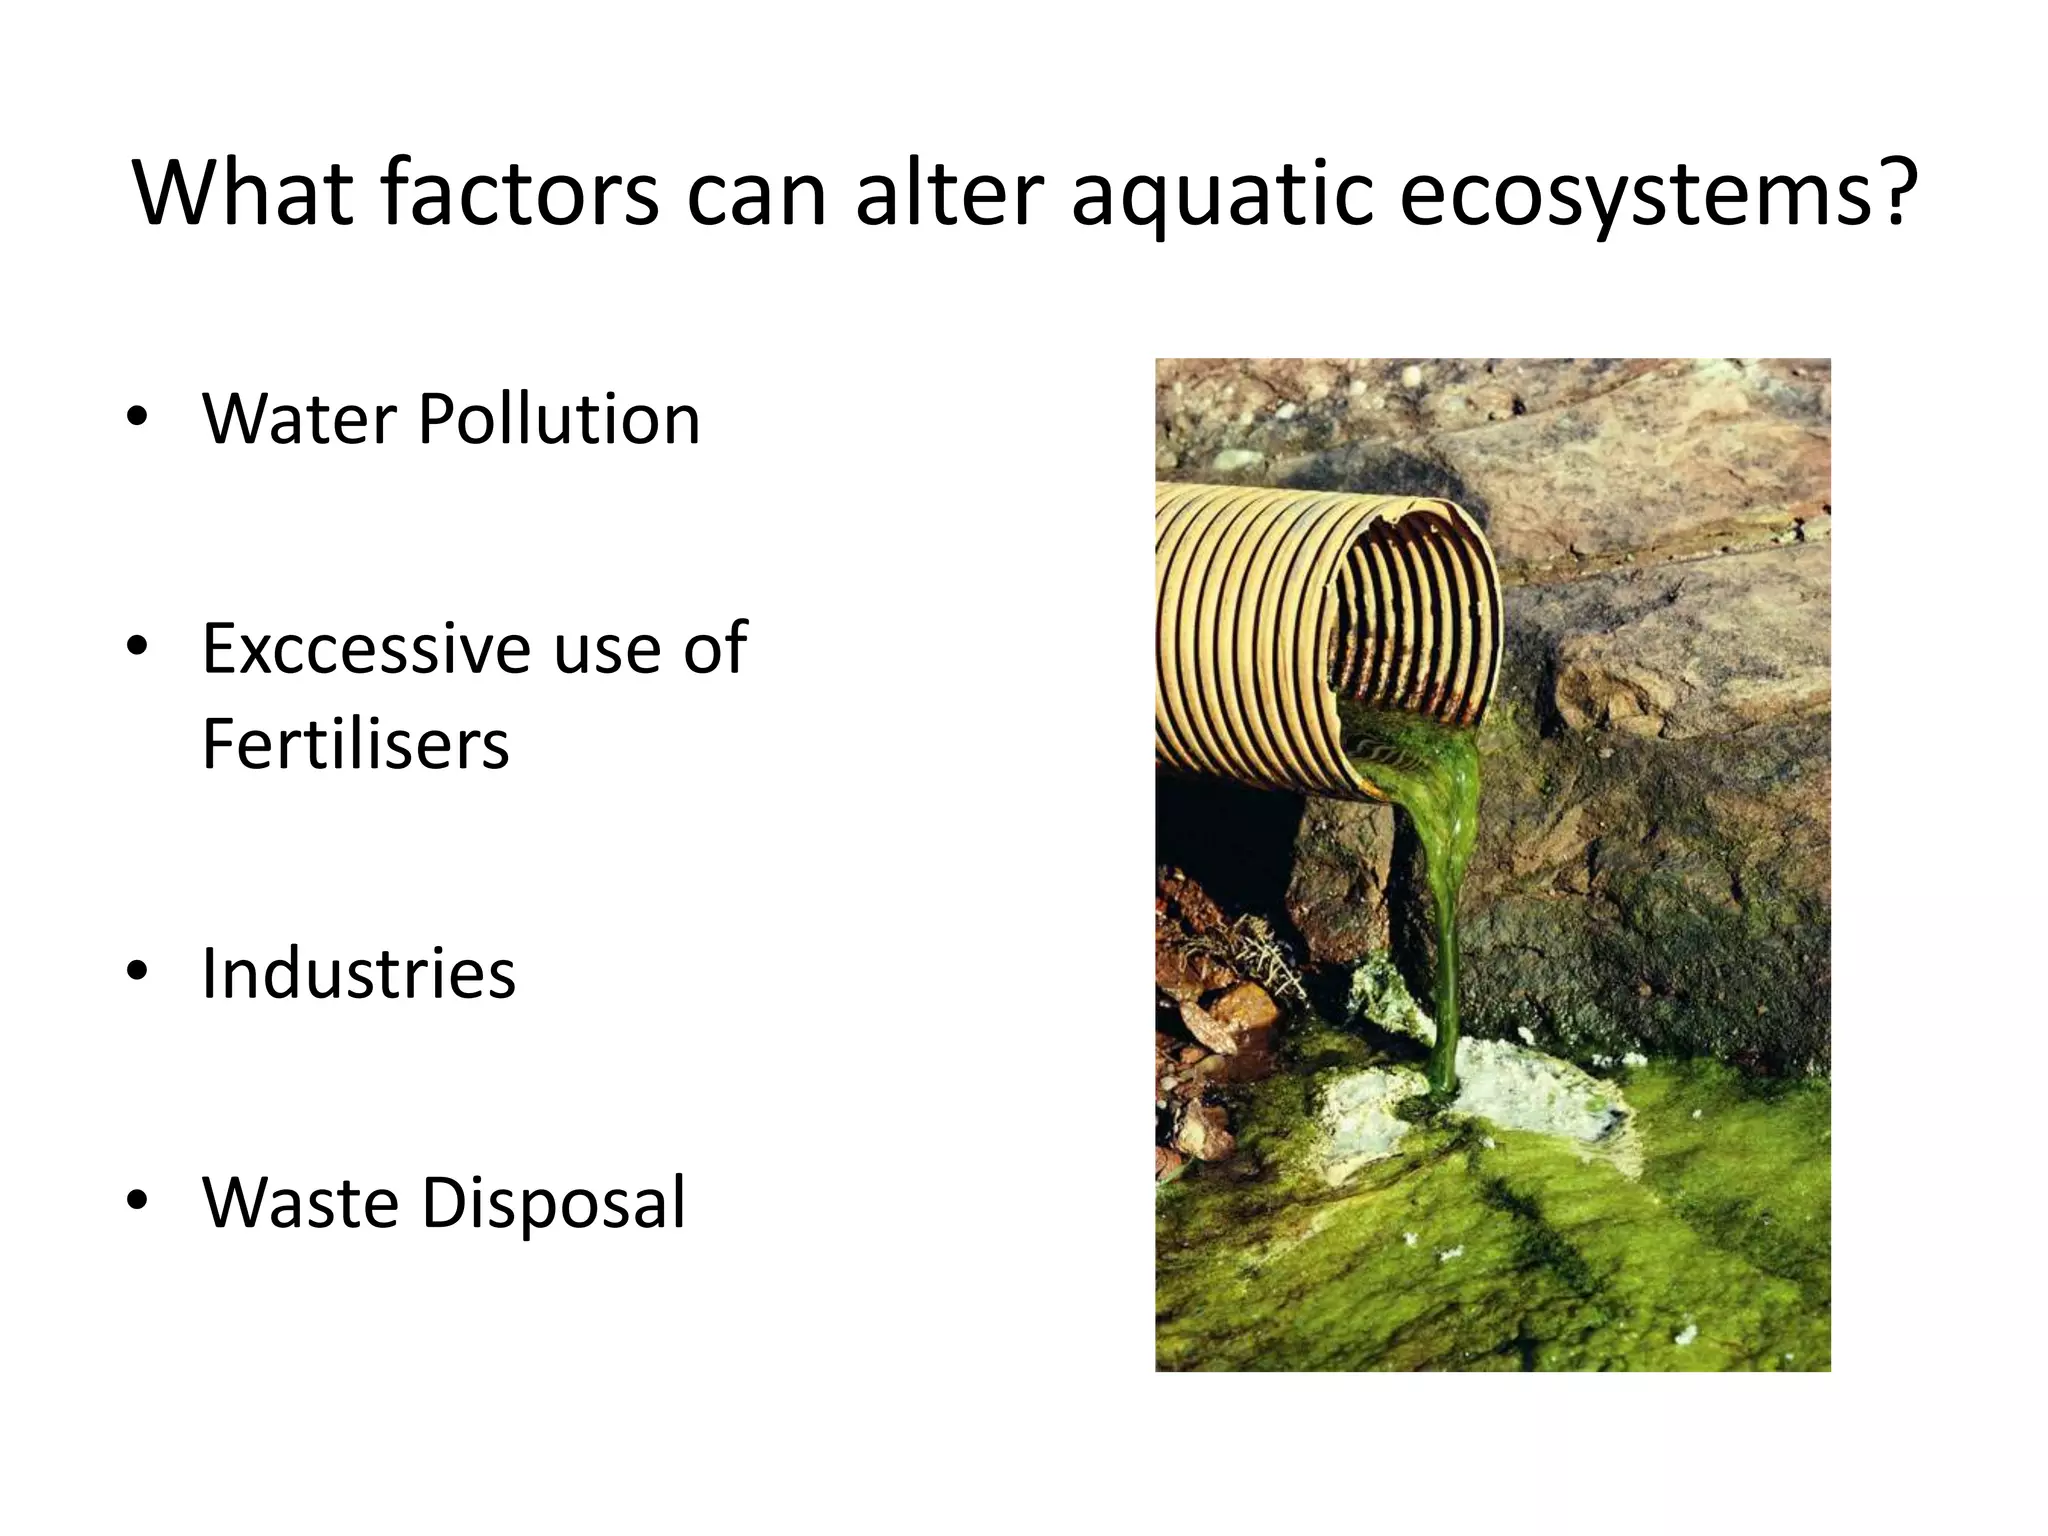 What factors can alter aquatic ecosystems?
• Water Pollution
• Exccessive use of
Fertilisers
• Industries
• Waste Disposal